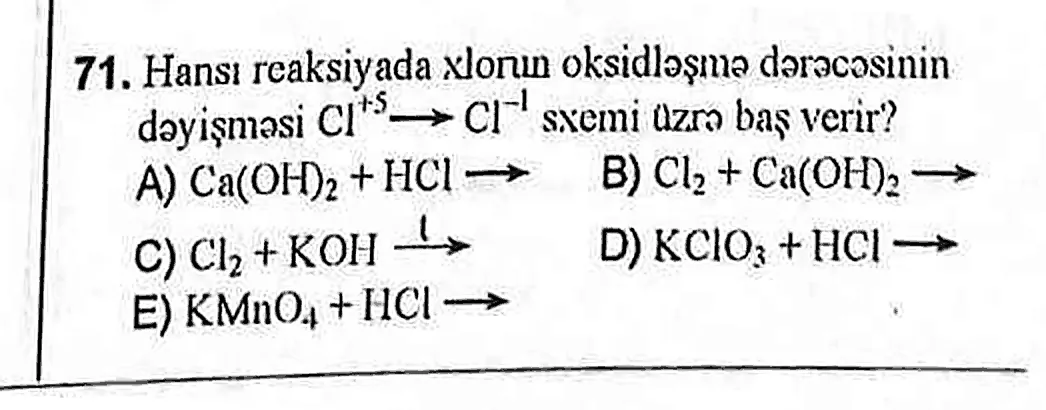 71. Hansı reaksiyada xlorun oksidləşmə dərəcəsinin
dəyişməsi Cl⁺⁵ → Cl⁻¹ sxemi üzrə baş verir?
A) Ca(OH)₂ + HCl → B) Cl₂ + Ca(OH)₂ →
C) Cl₂ + KOH —t→ D) KClO₃ + HCl →
E) KMnO₄ + HCl →